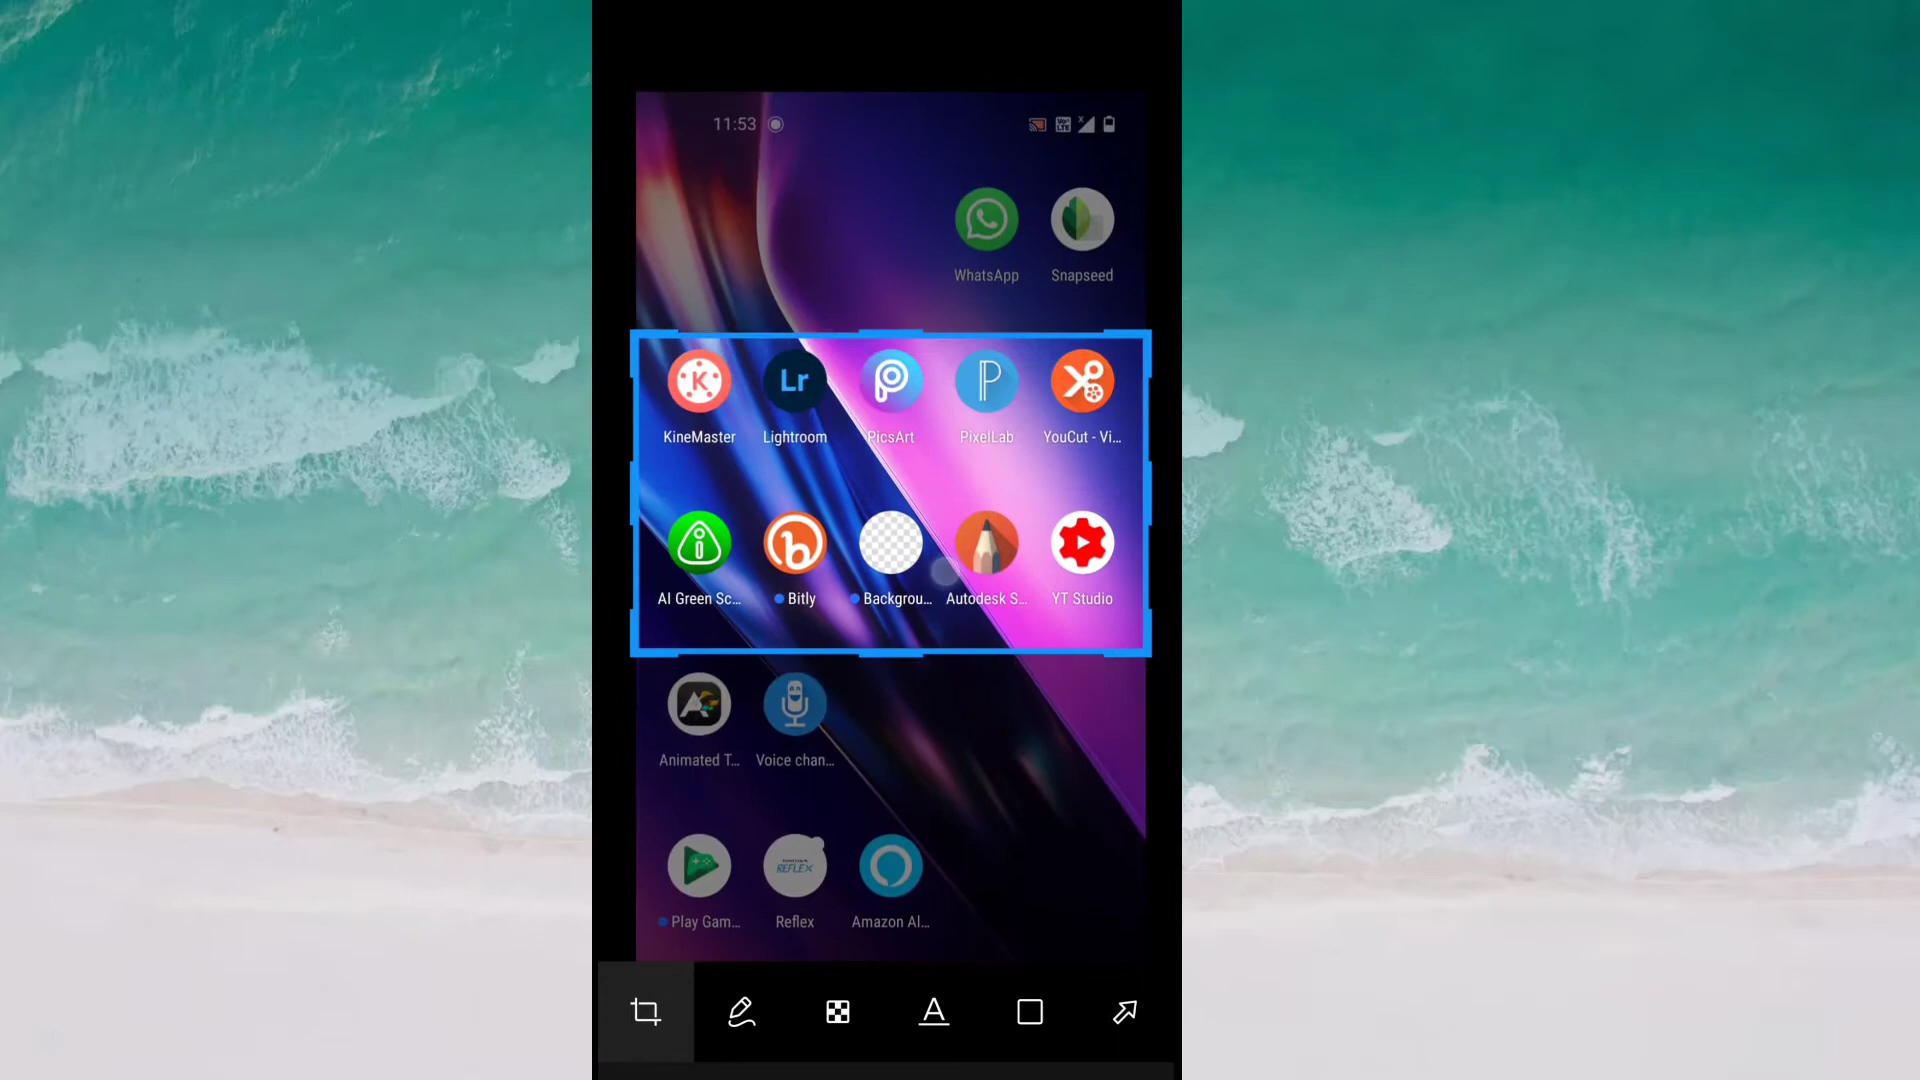 11:53
WhatsApp Snapseed
KineMaster Lightroom PicsArt PixelLab YouCut - Vi...
AI Green Sc... Bitly Backgrou... Autodesk S... YT Studio
Animated T... Voice chan...
REFLEX
Play Gam... Reflex Amazon Al...